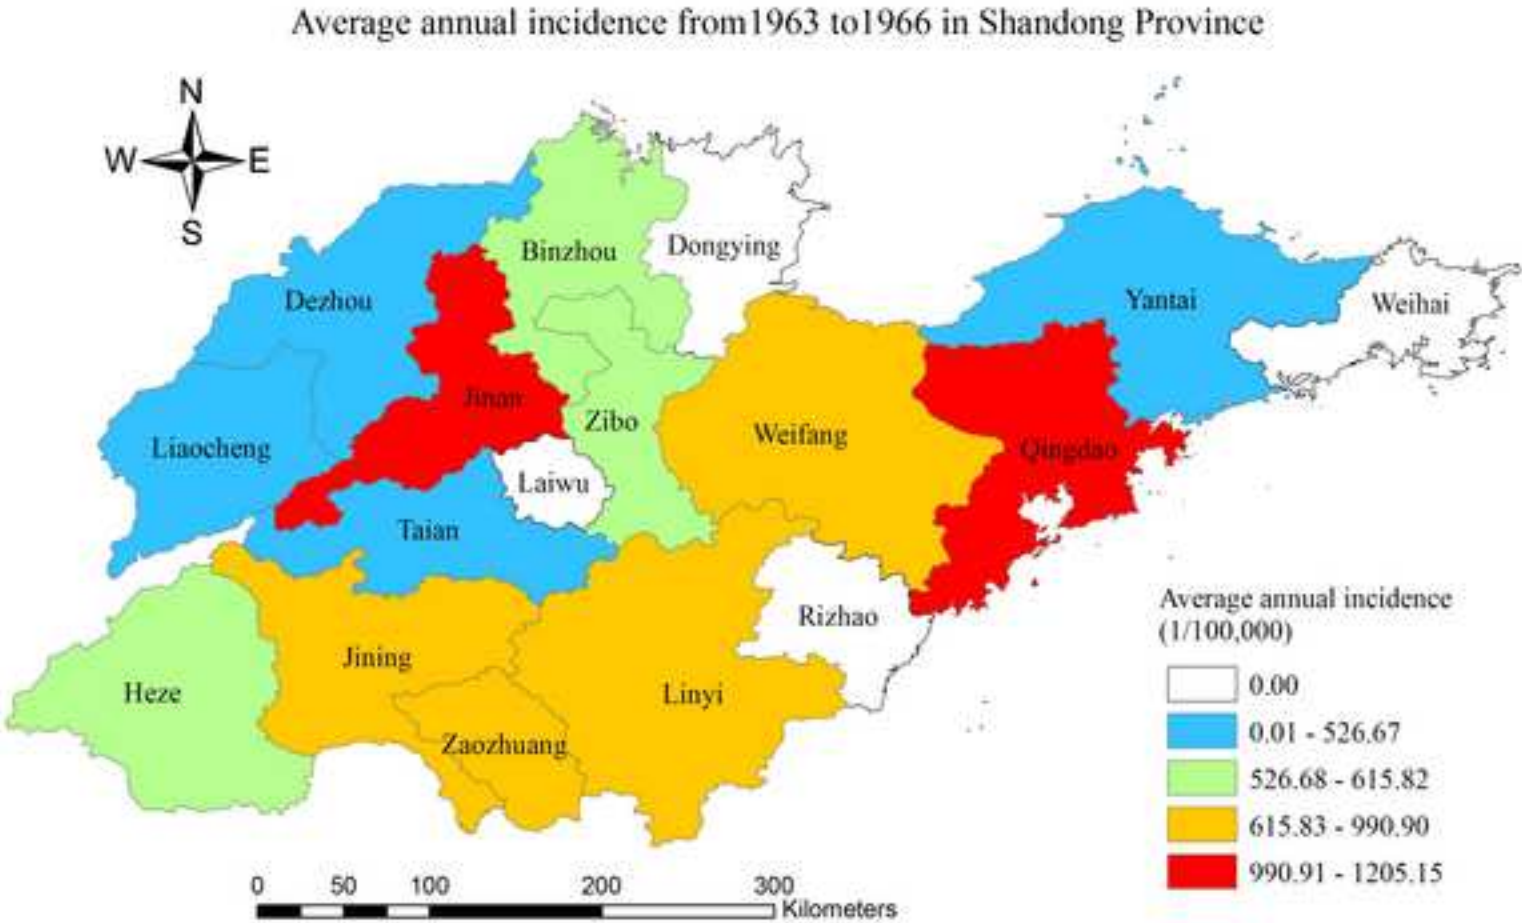 Average annual incidence from1963 to1966 in Shandong Province
N
W E
S
Binzhou
Dongying
Dezhou
Yantai
Weihai
Jinan
Zibo
Weifang
Liaocheng
Qingdao
Laiwu
Taian
Rizhao
Jining
Heze
Linyi
Zaozhuang
Average annual incidence
(1/100,000)
0.00
0.01 - 526.67
526.68 - 615.82
615.83 - 990.90
990.91 - 1205.15
0 50 100 200 300
Kilometers